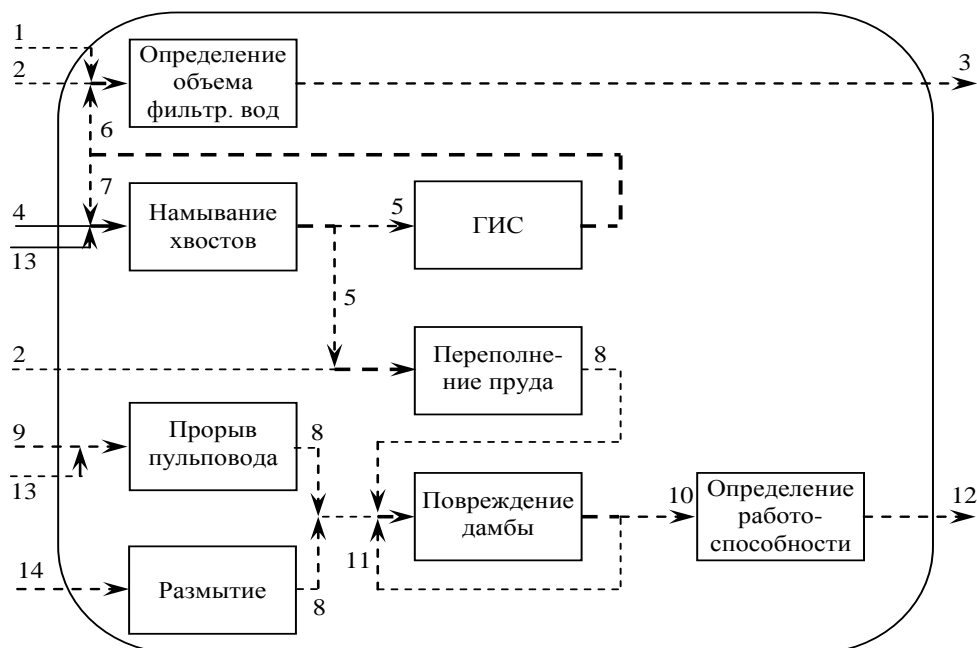 1
Определение
объема
фильтр. вод
2
3
6
7
4
Намывание
хвостов
5
ГИС
13
5
2
Переполне-
ние пруда
8
9
Прорыв
пульповода
8
13
Повреждение
дамбы
10
Определение
работо-
способности
12
11
14
Размытие
8